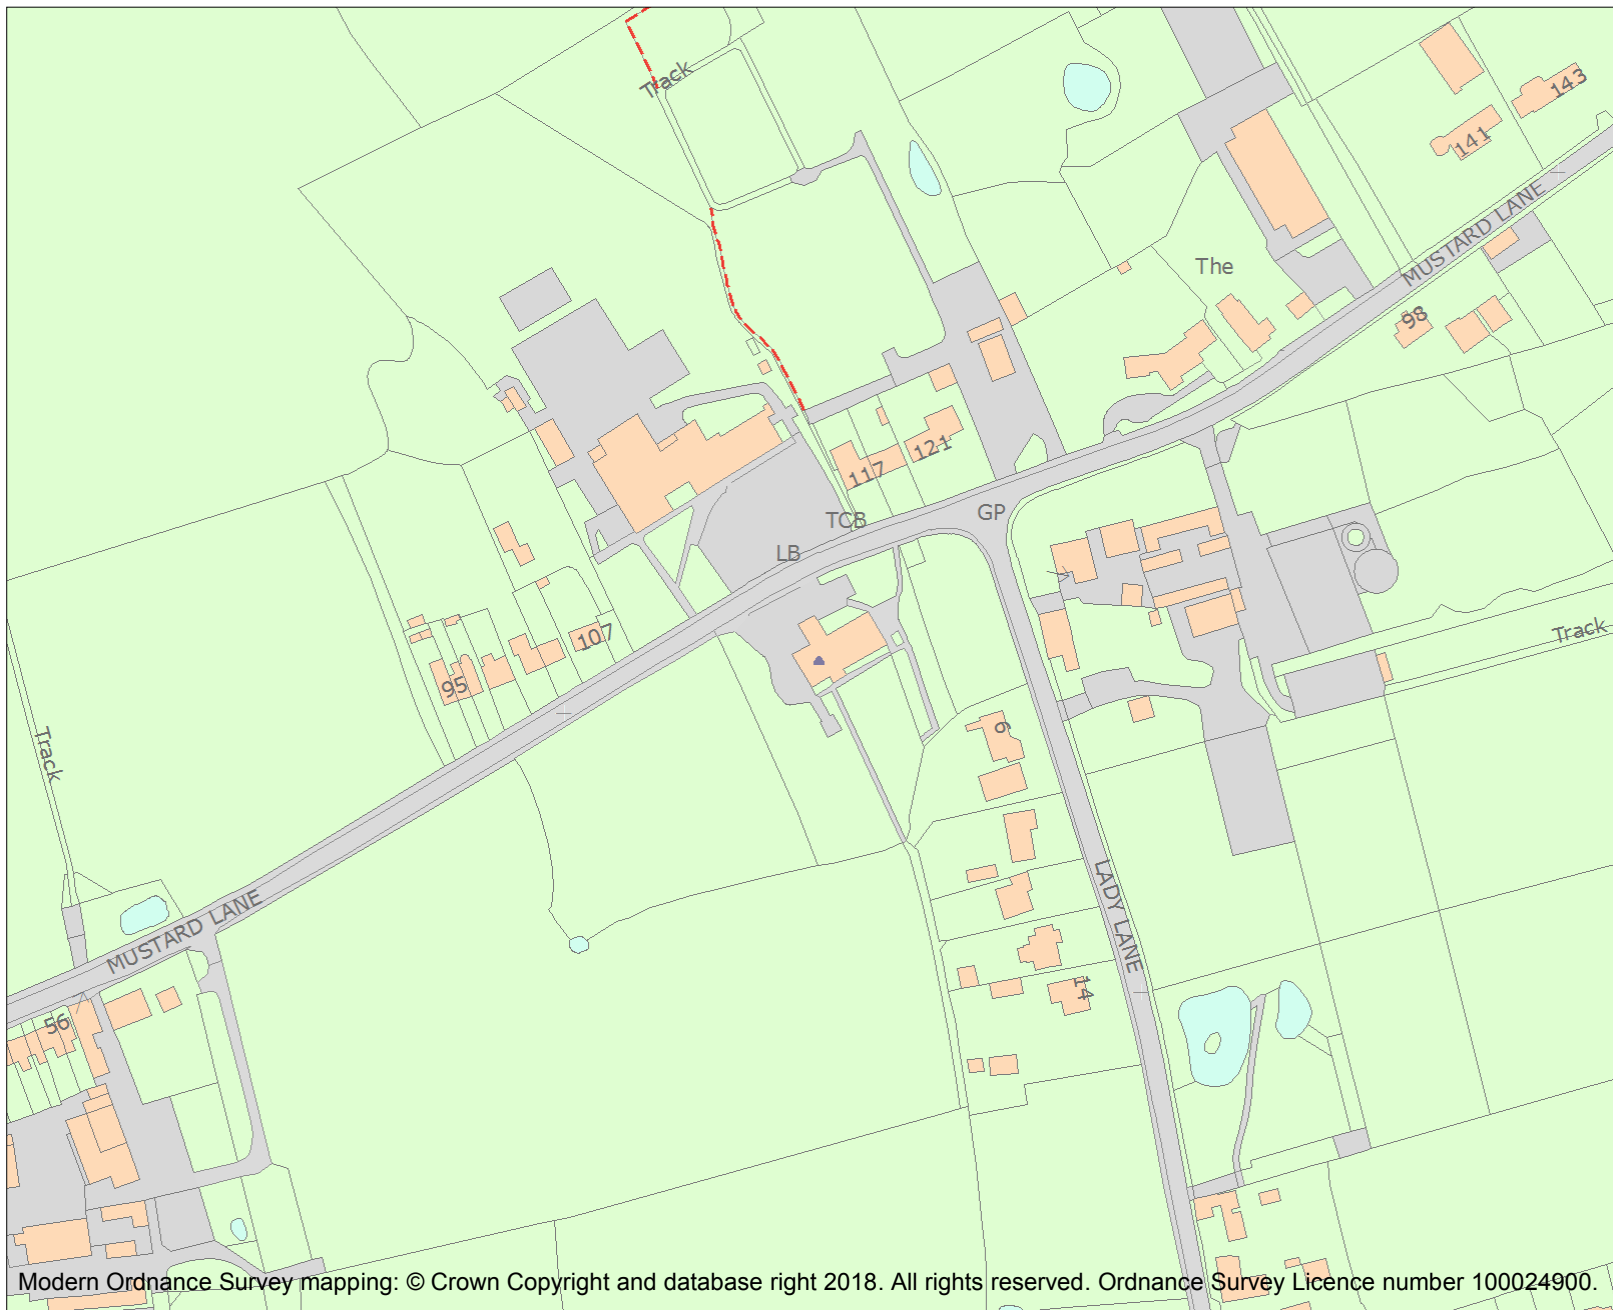 Track
143
141
MUSTARD LANE
The
98
121
117
TCB
GP
LB
107
Track
95
6
Track
LADY LANE
MUSTARD LANE
14
56
Modern Ordnance Survey mapping: © Crown Copyright and database right 2018. All rights reserved. Ordnance Survey Licence number 100024900.